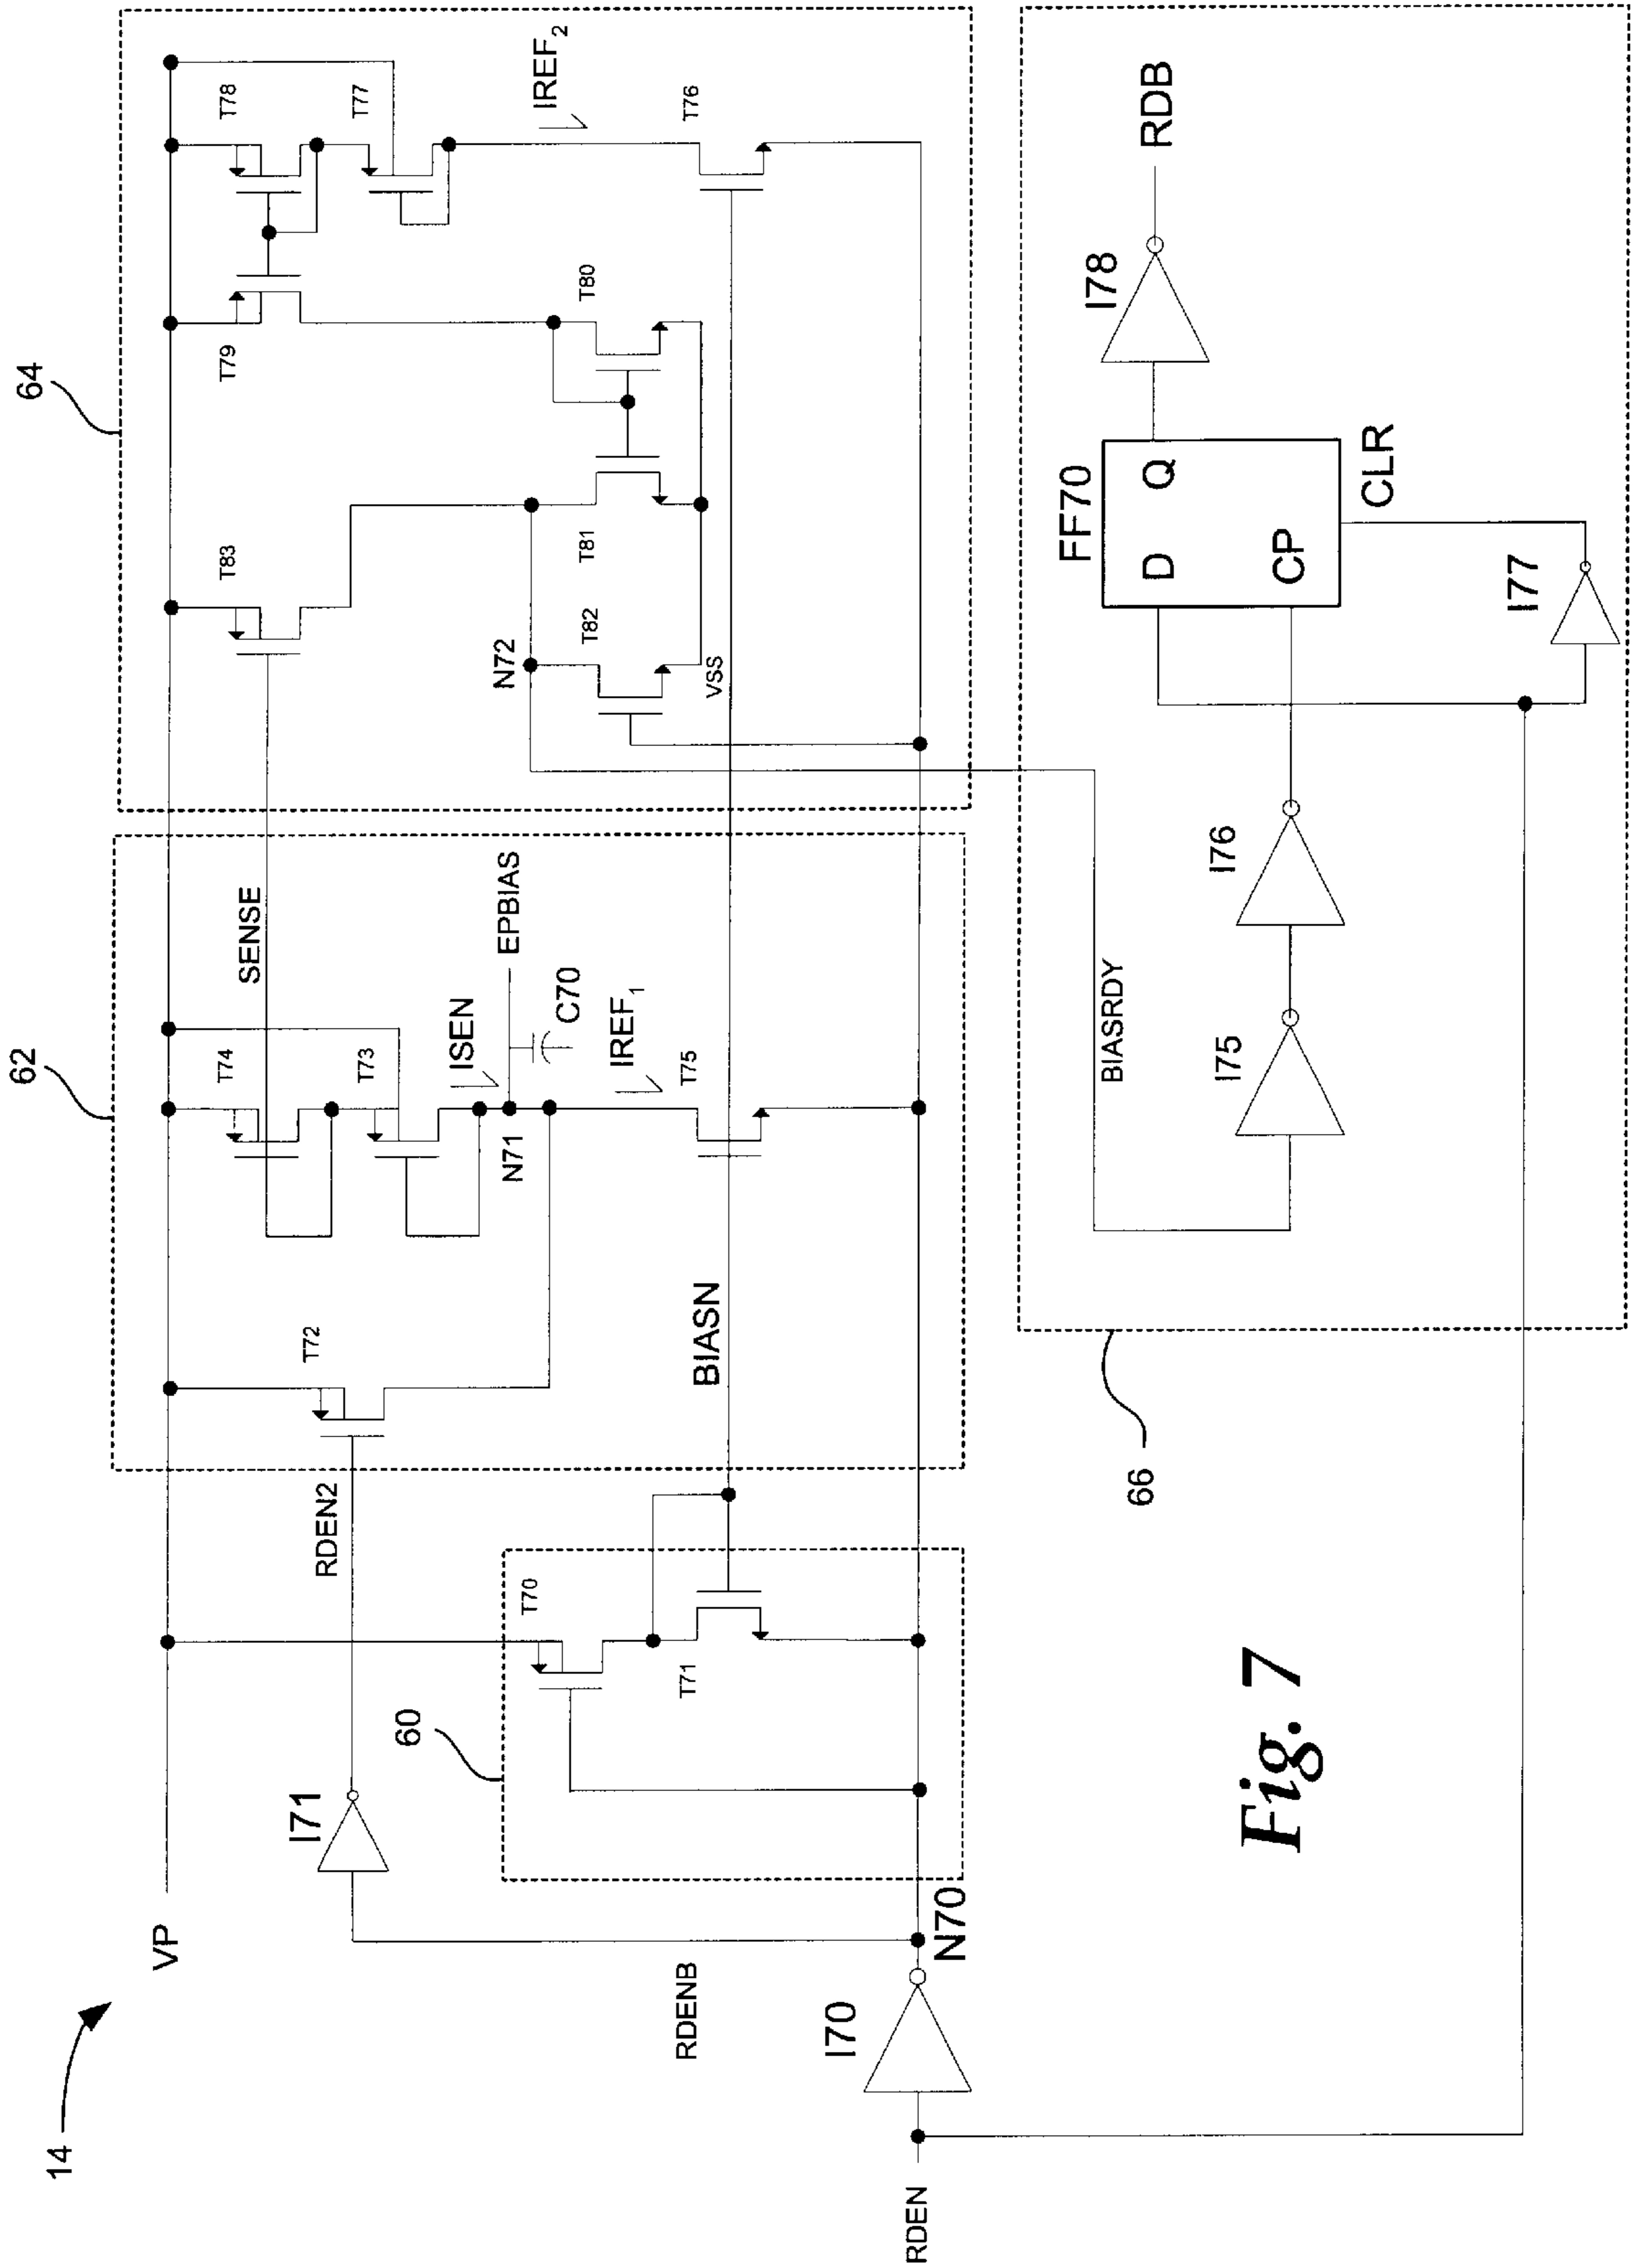 14
VP
I71
RDEN2
RDENB
RDEN
I70
N70
60
T70
T71
62
T72
T74
T73
SENSE
ISEN
EPBIAS
C70
N71
IREF1
T75
BIASN
64
T83
T79
T78
T77
IREF2
T76
T80
T81
T82
N72
VSS
66
BIASRDY
I75
I76
FF70
D
Q
CP
CLR
I77
I78
RDB
Fig. 7